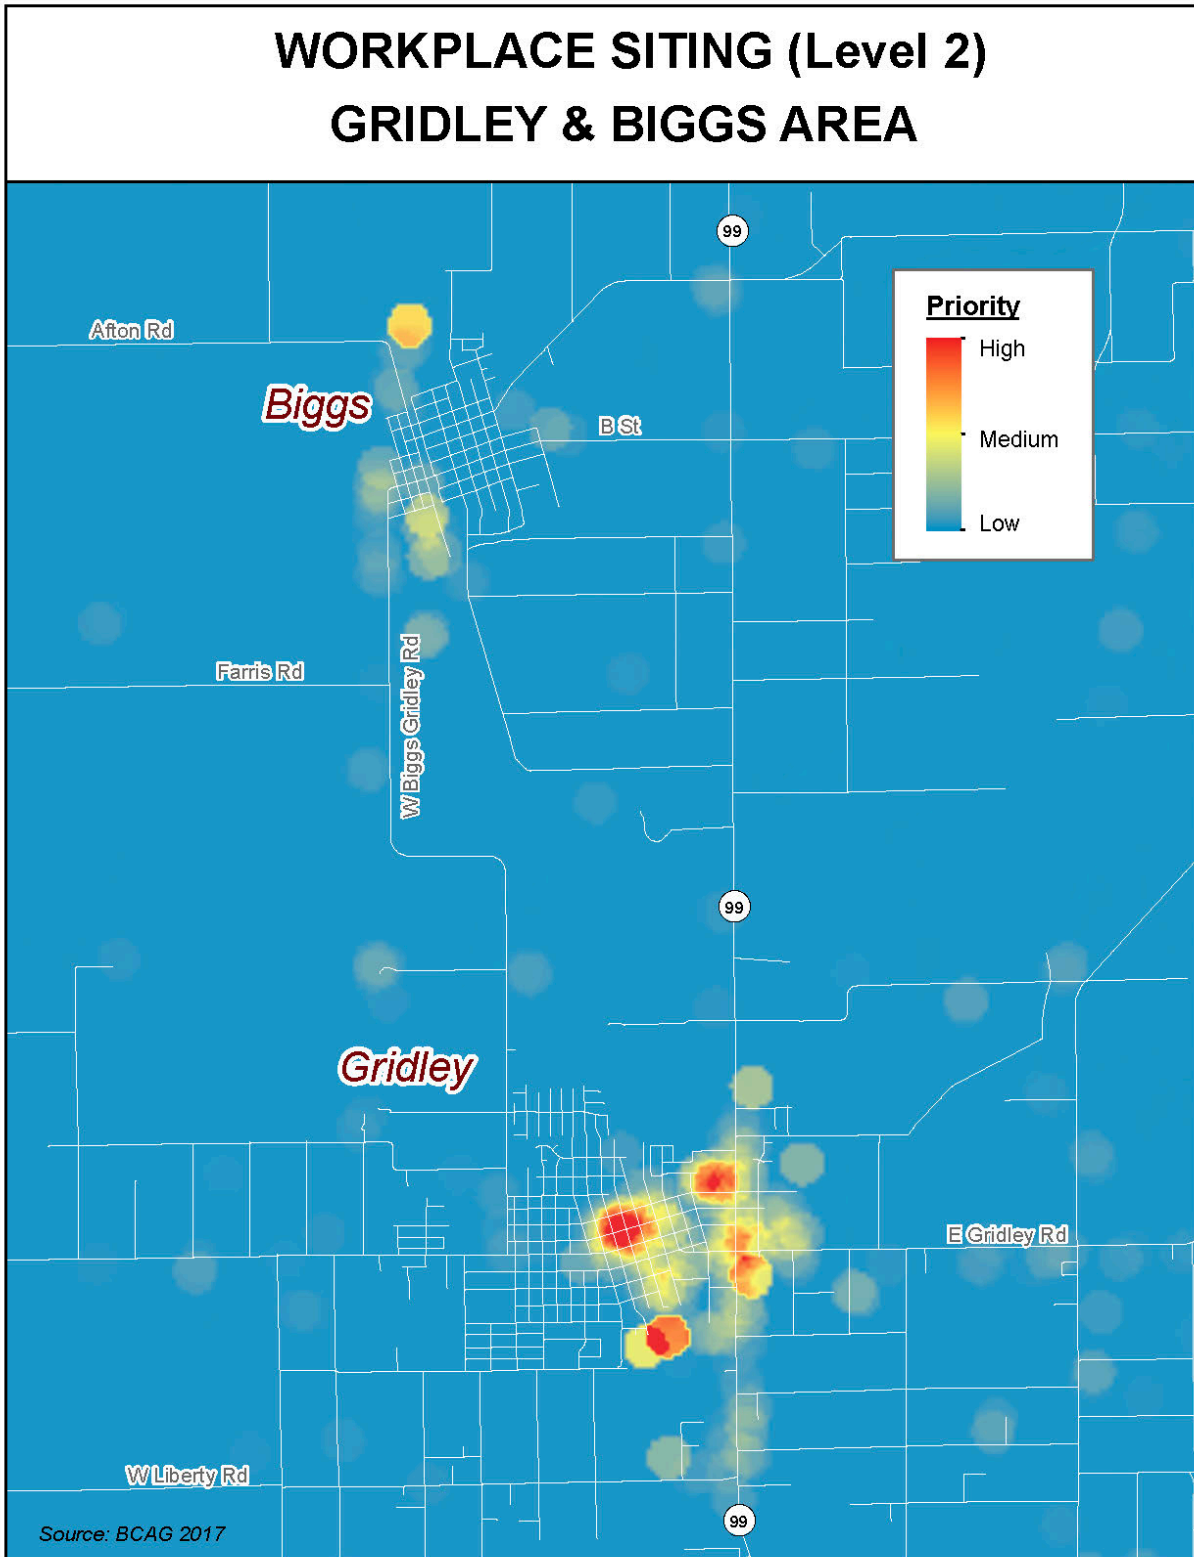 WORKPLACE SITING (Level 2)
GRIDLEY & BIGGS AREA
99
Priority
High
Medium
Low
Afton Rd
Biggs
B St
Farris Rd
W Biggs Gridley Rd
99
Gridley
E Gridley Rd
W Liberty Rd
99
Source: BCAG 2017